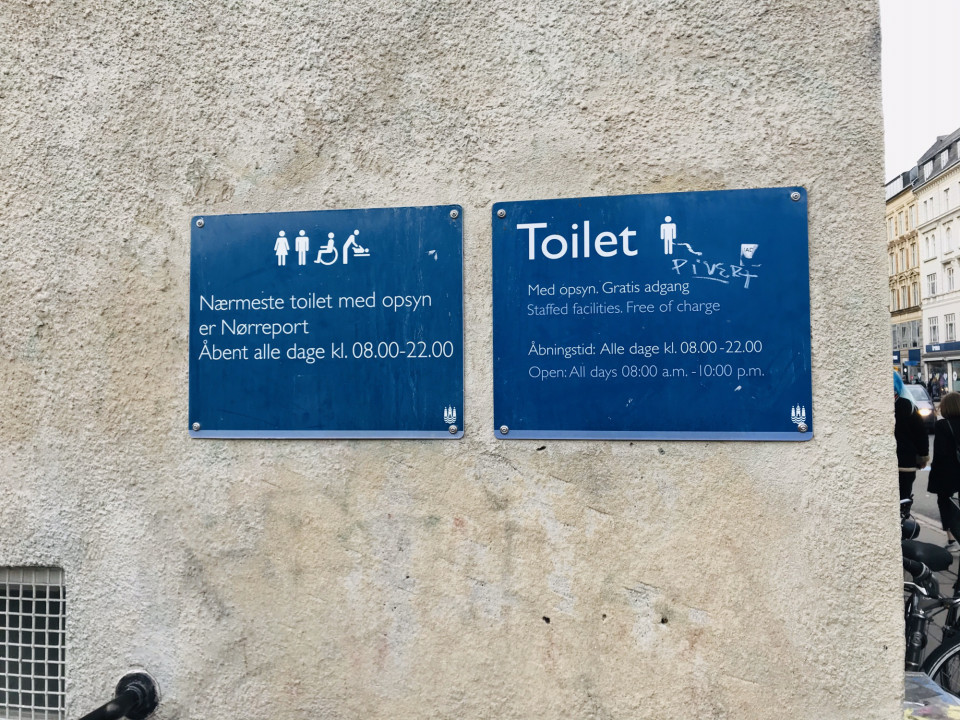 Nærmeste toilet med opsyn
er Nørreport
Åbent alle dage kl. 08.00-22.00
Toilet
PIVERT
Med opsyn. Gratis adgang
Staffed facilities. Free of charge
Åbningstid: Alle dage kl. 08.00-22.00
Open: All days 08:00 a.m. -10:00 p.m.